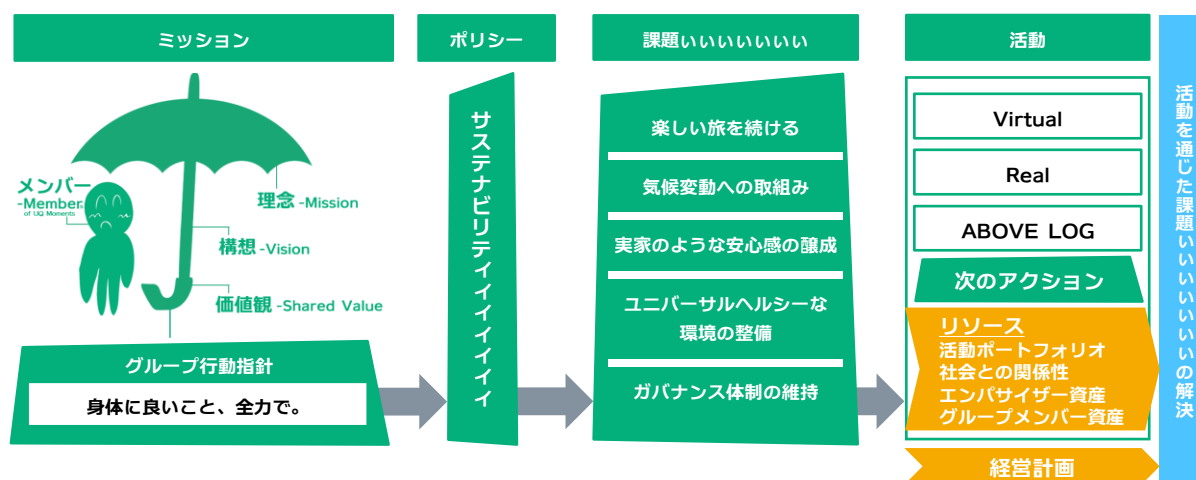 ミッション
メンバー
-Member
of UQ Moments
理念 -Mission
構想 -Vision
価値観 -Shared Value
グループ行動指針
身体に良いこと、全力で。
ポリシー
サステナビリテイイイイイイイ
課題いいいいいいい
楽しい旅を続ける
気候変動への取組み
実家のような安心感の醸成
ユニバーサルヘルシーな
環境の整備
ガバナンス体制の維持
活動
Virtual
Real
ABOVE LOG
次のアクション
リソース
活動ポートフォリオ
社会との関係性
エンパサイザー資産
グループメンバー資産
経営計画
活動を通じた課題いいいいいいいの解決